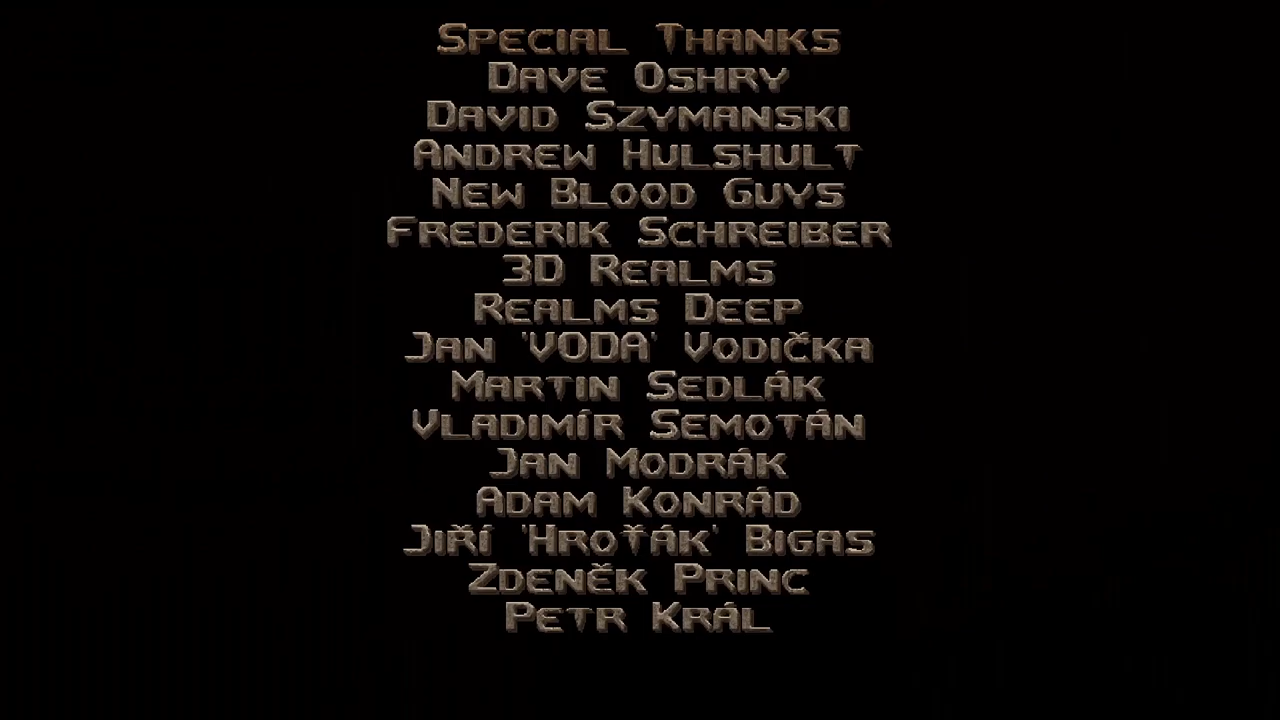 Special Thanks
Dave Oshry
David Szymanski
Andrew Hulshult
New Blood Guys
Frederik Schreiber
3D Realms
Realms Deep
Jan 'VODA' Vodička
Martin Sedlák
Vladimír Semotán
Jan Modrák
Adam Konrád
Jiří 'Hroťák' Bigas
Zdeněk Princ
Petr Král